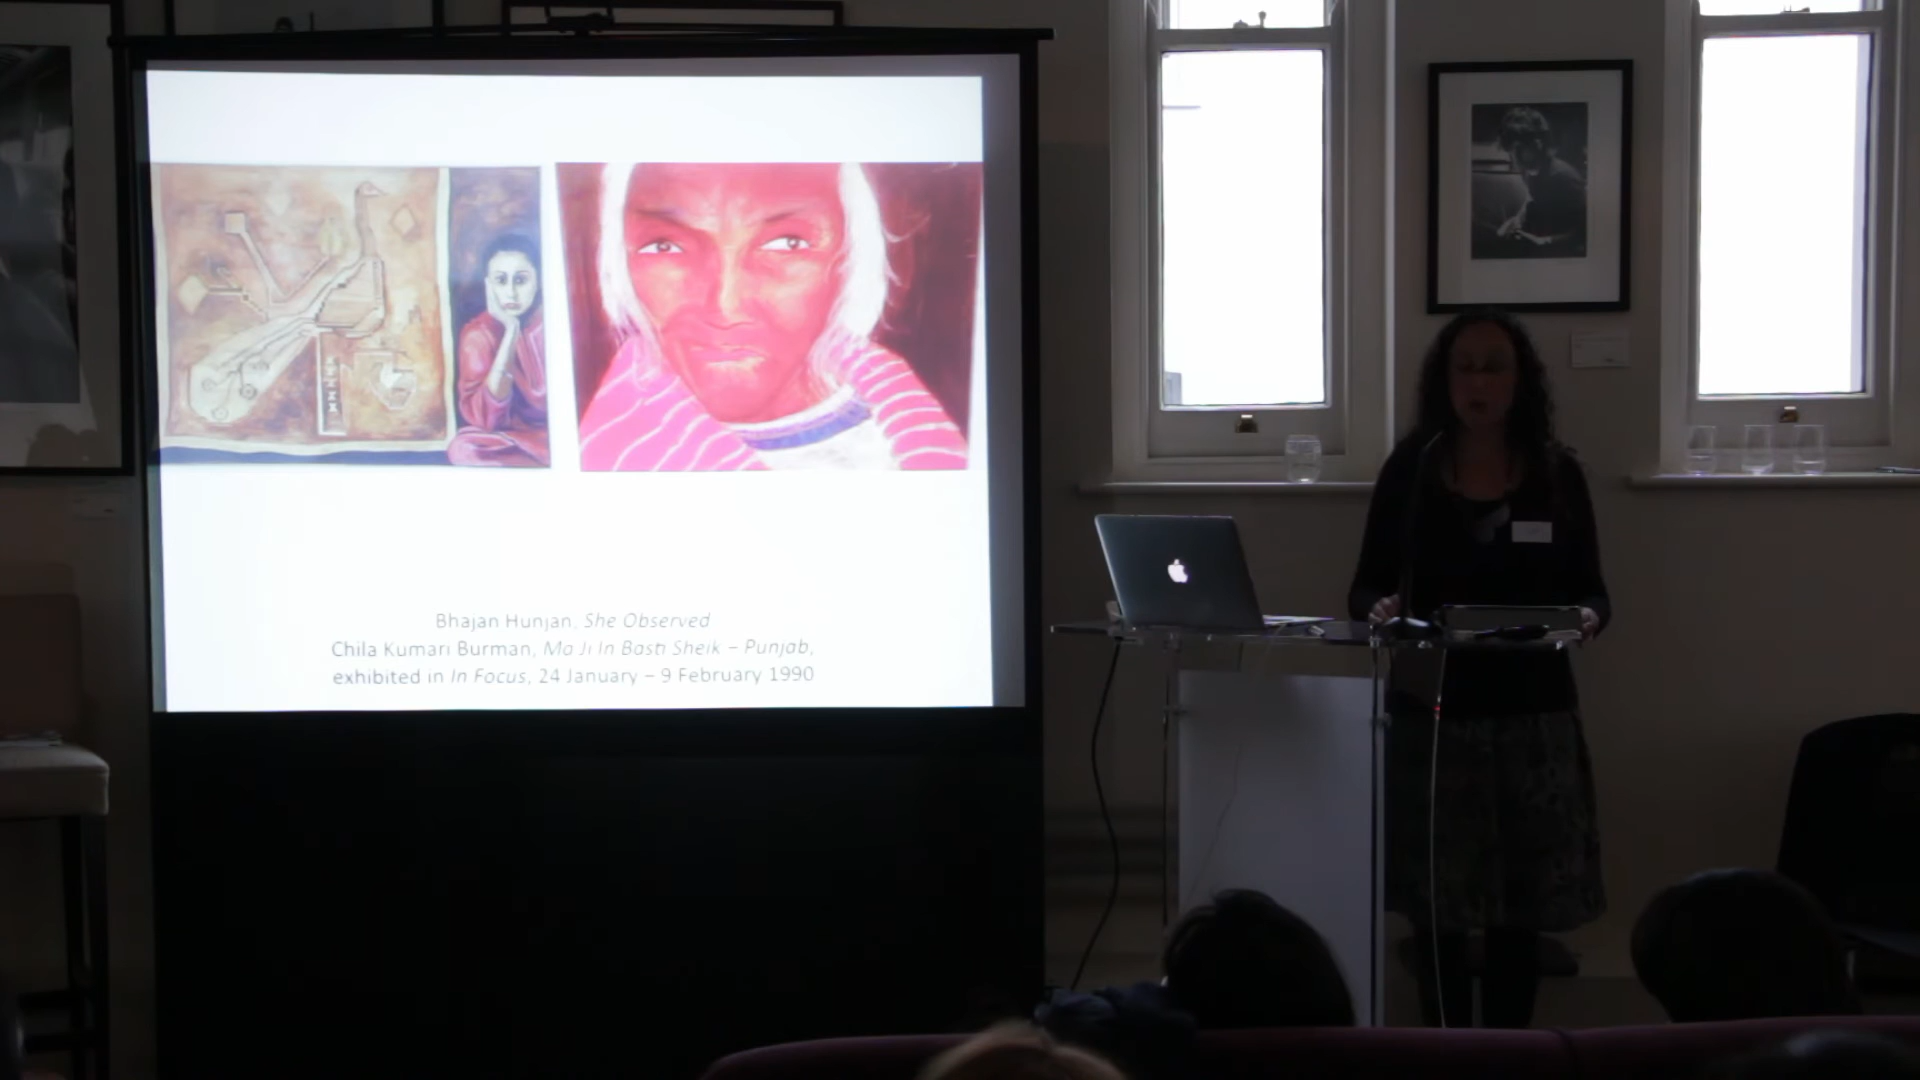 Bhajan Hunjan, She Observed
Chila Kumari Burman, Ma Ji In Basti Sheik – Punjab,
exhibited in In Focus, 24 January – 9 February 1990